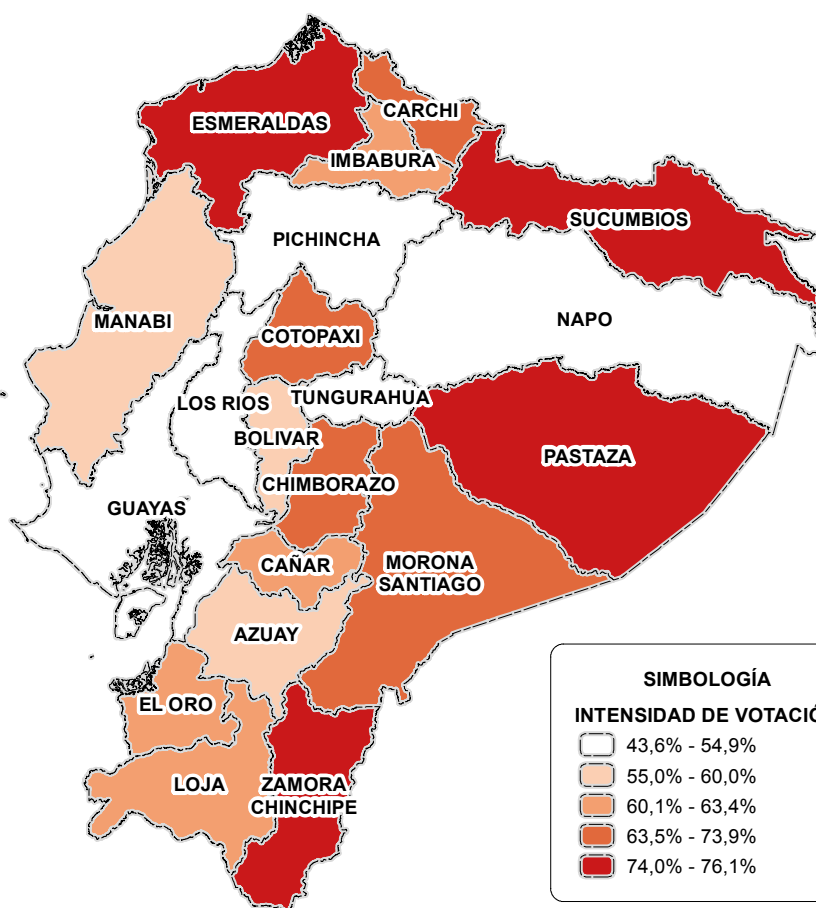 CARCHI
ESMERALDAS
IMBABURA
SUCUMBIOS
PICHINCHA
NAPO
MANABI
COTOPAXI
TUNGURAHUA
LOS RIOS
BOLIVAR
PASTAZA
CHIMBORAZO
GUAYAS
CAÑAR
MORONA
SANTIAGO
AZUAY
EL ORO
LOJA
ZAMORA
CHINCHIPE
SIMBOLOGÍA
INTENSIDAD DE VOTACIÓ
43,6% - 54,9%
55,0% - 60,0%
60,1% - 63,4%
63,5% - 73,9%
74,0% - 76,1%